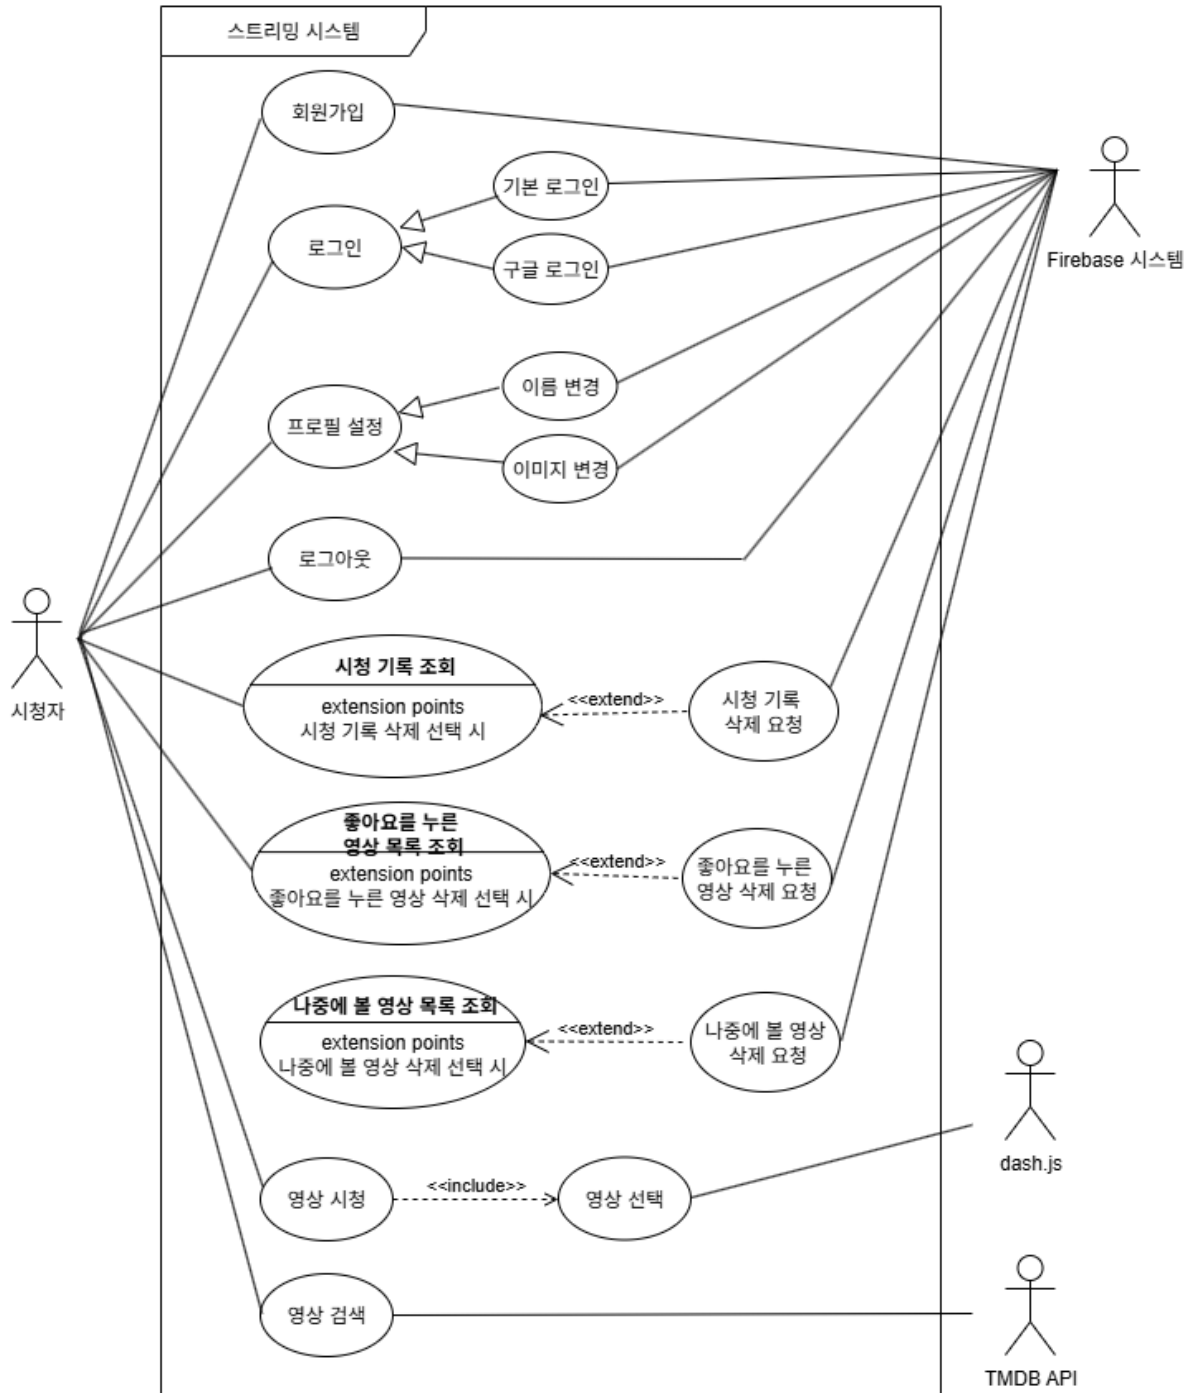 스트리밍 시스템
회원가입
기본 로그인
로그인
구글 로그인
Firebase 시스템
이름 변경
프로필 설정
이미지 변경
로그아웃
시청자
시청 기록 조회
extension points
시청 기록 삭제 선택 시
<<extend>>
시청 기록
삭제 요청
좋아요를 누른
영상 목록 조회
extension points
좋아요를 누른 영상 삭제 선택 시
<<extend>>
좋아요를 누른
영상 삭제 요청
나중에 볼 영상 목록 조회
extension points
나중에 볼 영상 삭제 선택 시
<<extend>>
나중에 볼 영상
삭제 요청
dash.js
영상 시청
<<include>>
영상 선택
영상 검색
TMDB API